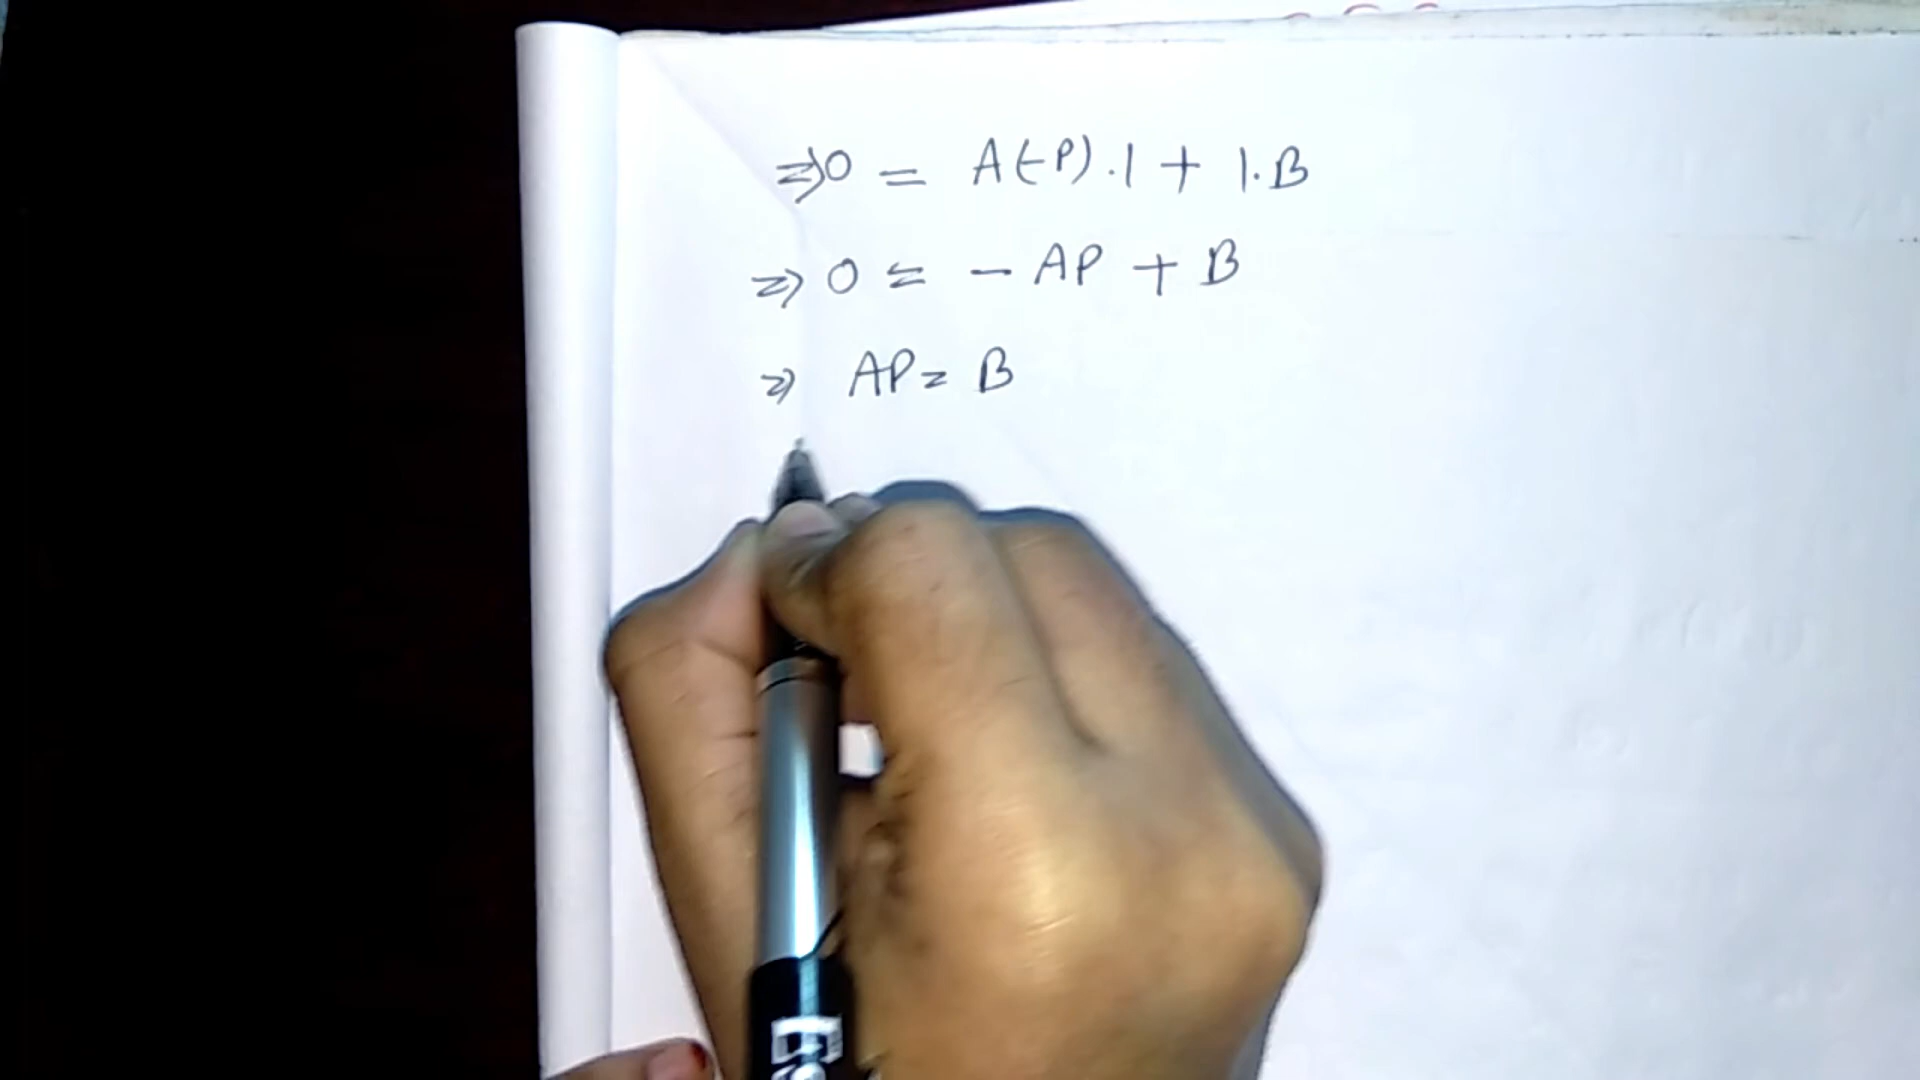 ⇒ 0 = A(-P).1 + 1.B
⇒ 0 = - AP + B
⇒ AP = B